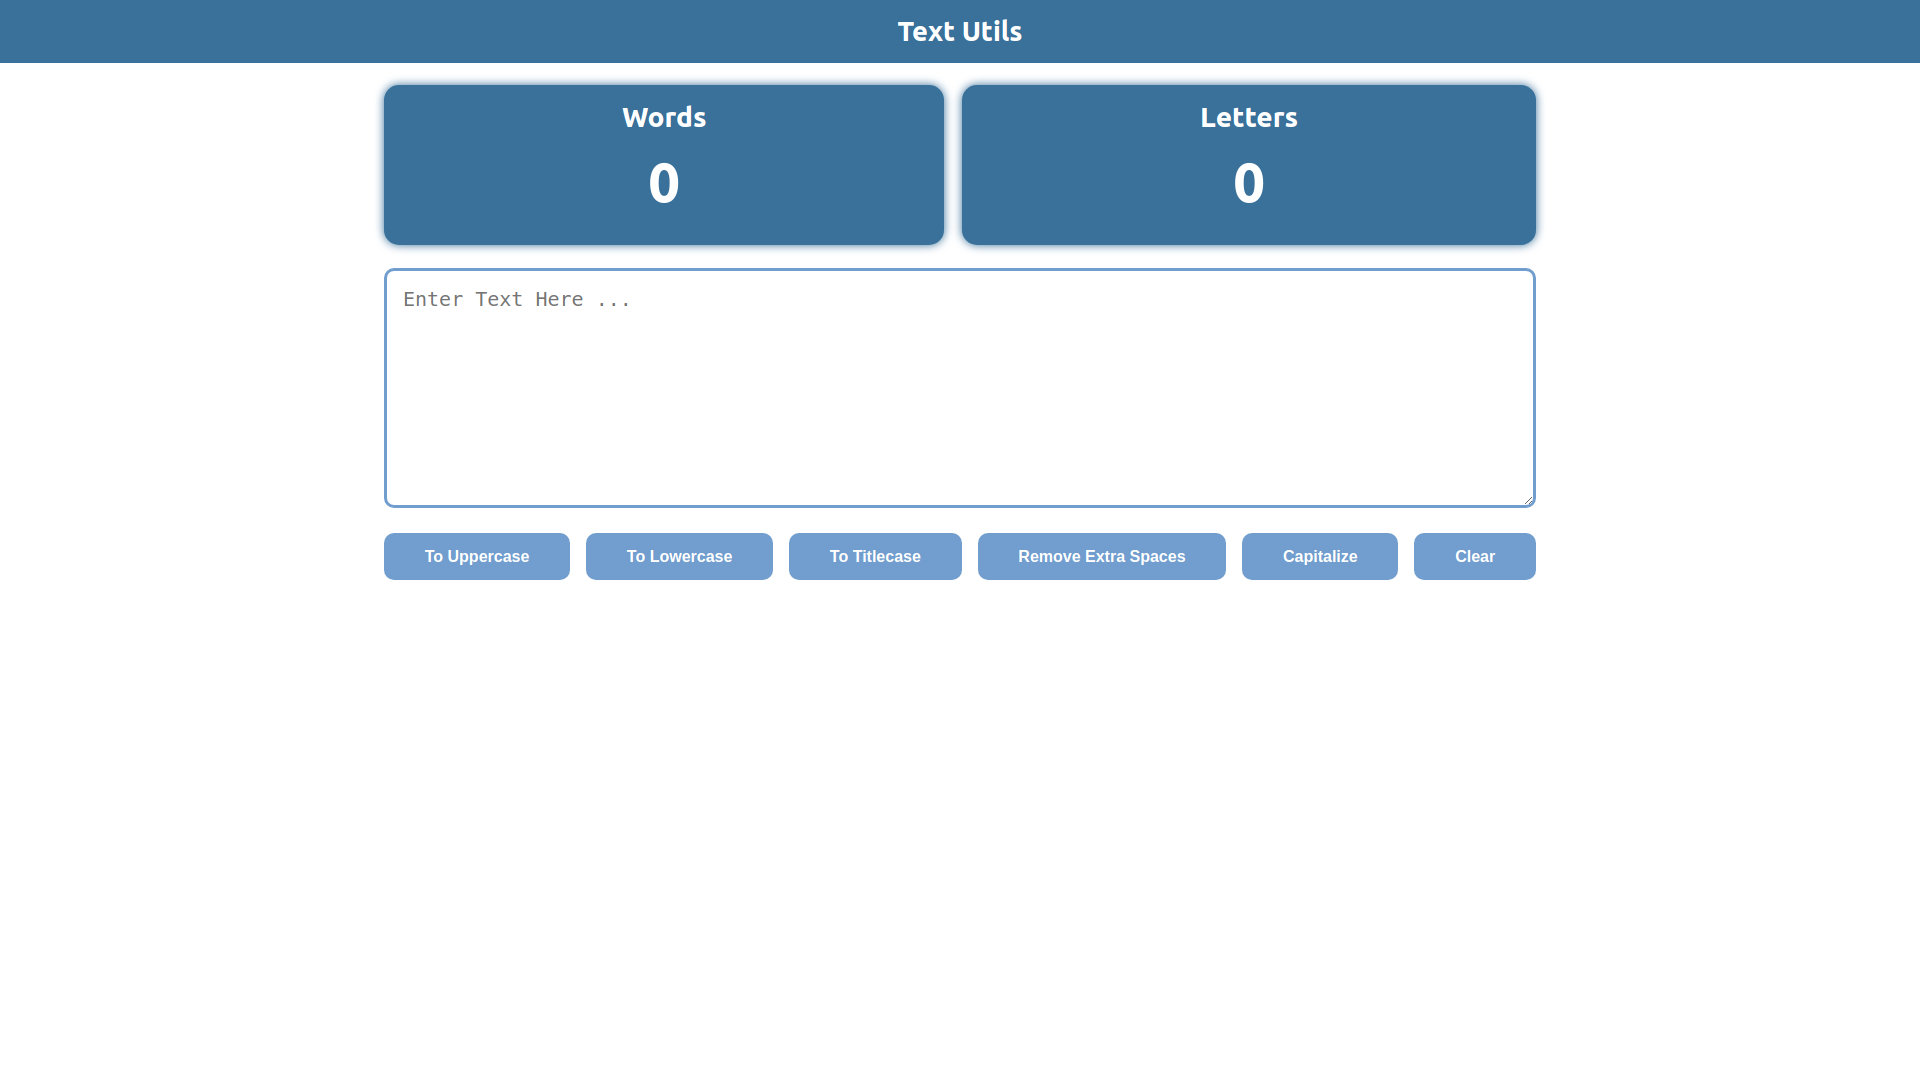 Text Utils
Words
0
Letters
0
Enter Text Here ...
To Uppercase
To Lowercase
To Titlecase
Remove Extra Spaces
Capitalize
Clear